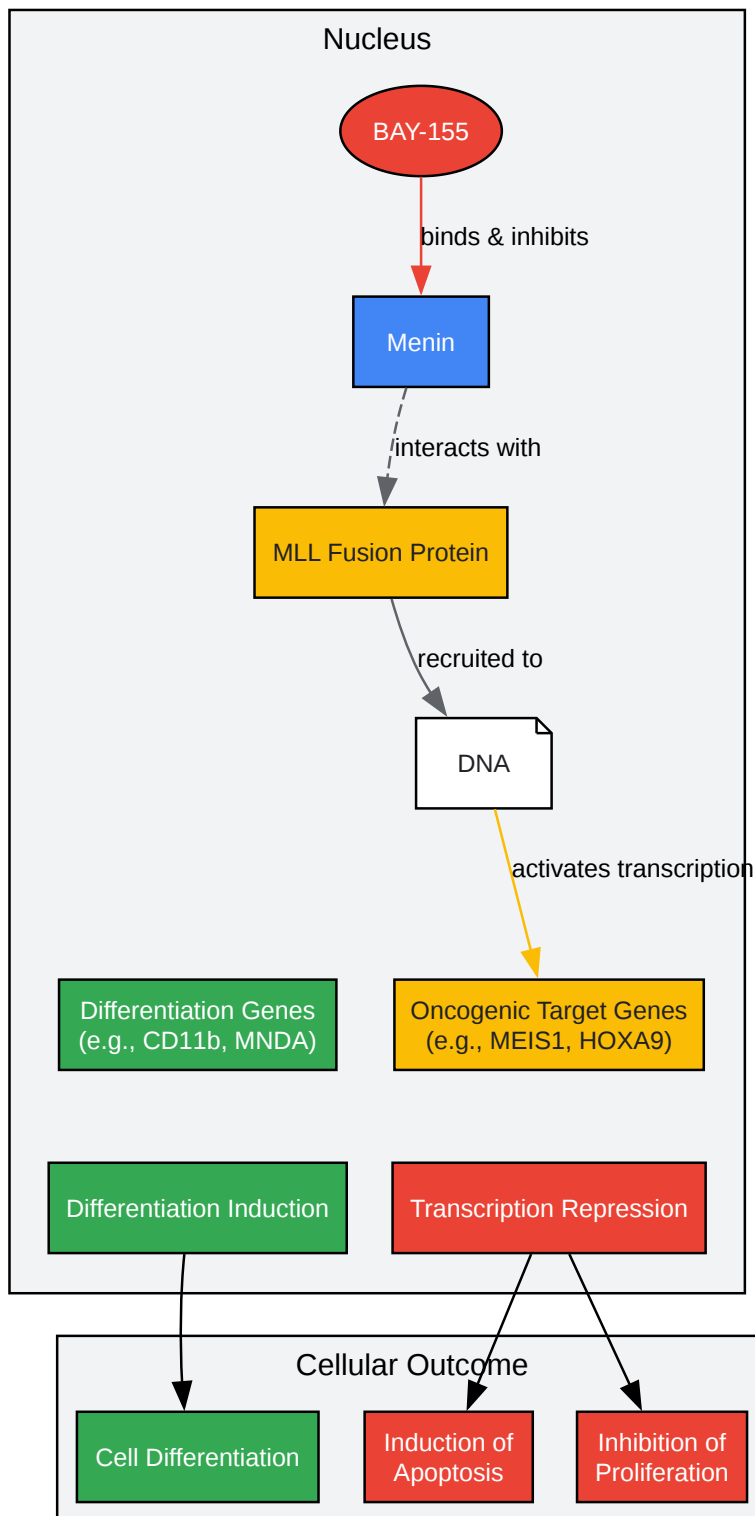 Nucleus
BAY-155
binds & inhibits
Menin
interacts with
MLL Fusion Protein
recruited to
DNA
activates transcription
Differentiation Genes
(e.g., CD11b, MNDA)
Oncogenic Target Genes
(e.g., MEIS1, HOXA9)
Differentiation Induction
Transcription Repression
Cellular Outcome
Cell Differentiation
Induction of
Apoptosis
Inhibition of
Proliferation